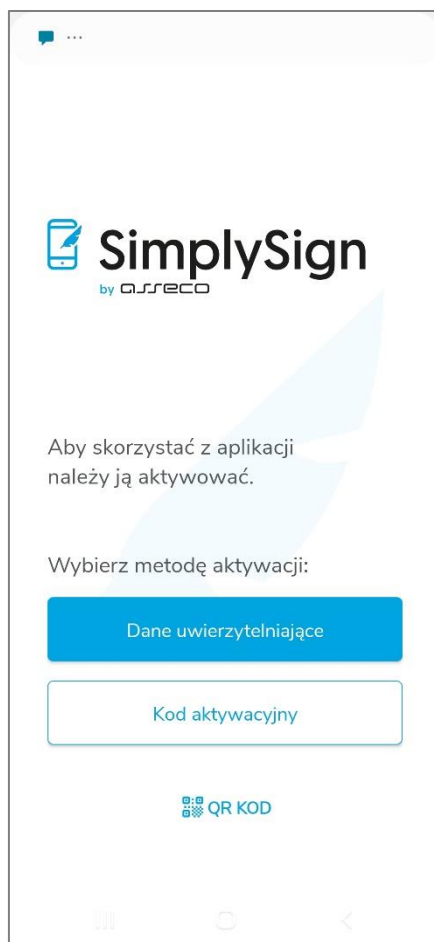 ...
SimplySign
by asseco
Aby skorzystać z aplikacji
należy ją aktywować.
Wybierz metodę aktywacji:
Dane uwierzytelniające
Kod aktywacyjny
QR KOD